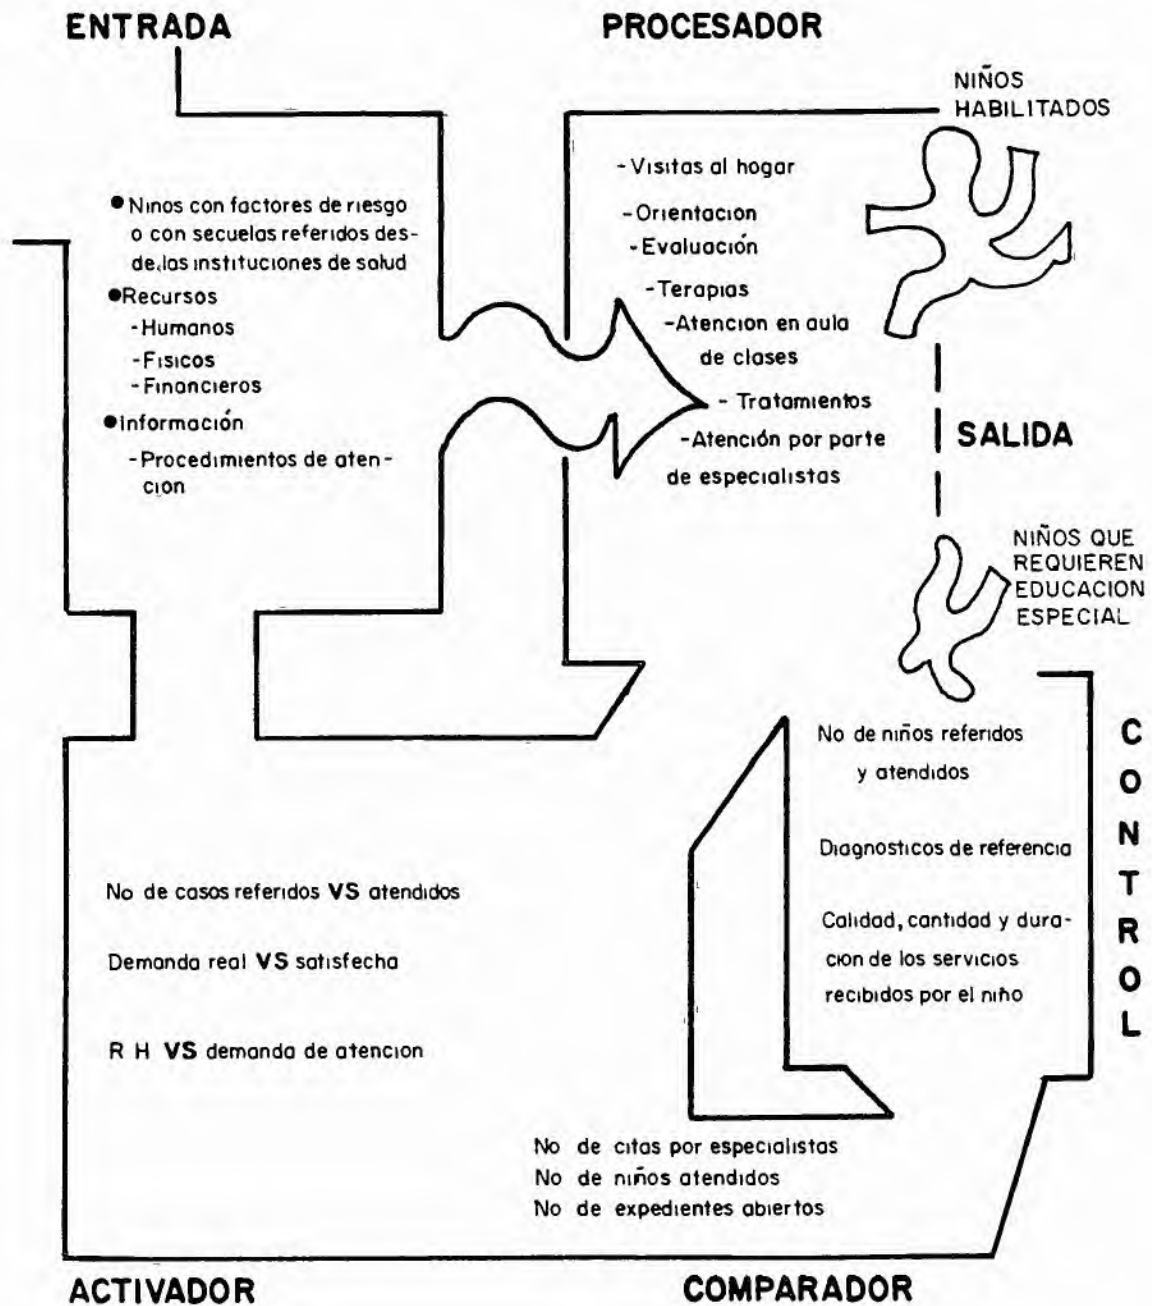 ENTRADA
PROCESADOR
NIÑOS
HABILITADOS
● Ninos con factores de riesgo
o con secuelas referidos des-
de las instituciones de salud
● Recursos
- Humanos
- Fisicos
- Financieros
● Información
- Procedimientos de aten-
cion
- Visitas al hogar
- Orientacion
- Evaluación
- Terapias
- Atencion en aula
de clases
- Tratamientos
- Atención por parte
de especialistas
SALIDA
NIÑOS QUE
REQUIEREN
EDUCACION
ESPECIAL
No de niños referidos
y atendidos
Diagnosticos de referencia
Calidad, cantidad y dura-
cion de los servicios
recibidos por el niño
CONTROL
No de casos referidos VS atendidos
Demanda real VS satisfecha
R H VS demanda de atencion
No de citas por especialistas
No de niños atendidos
No de expedientes abiertos
ACTIVADOR
COMPARADOR